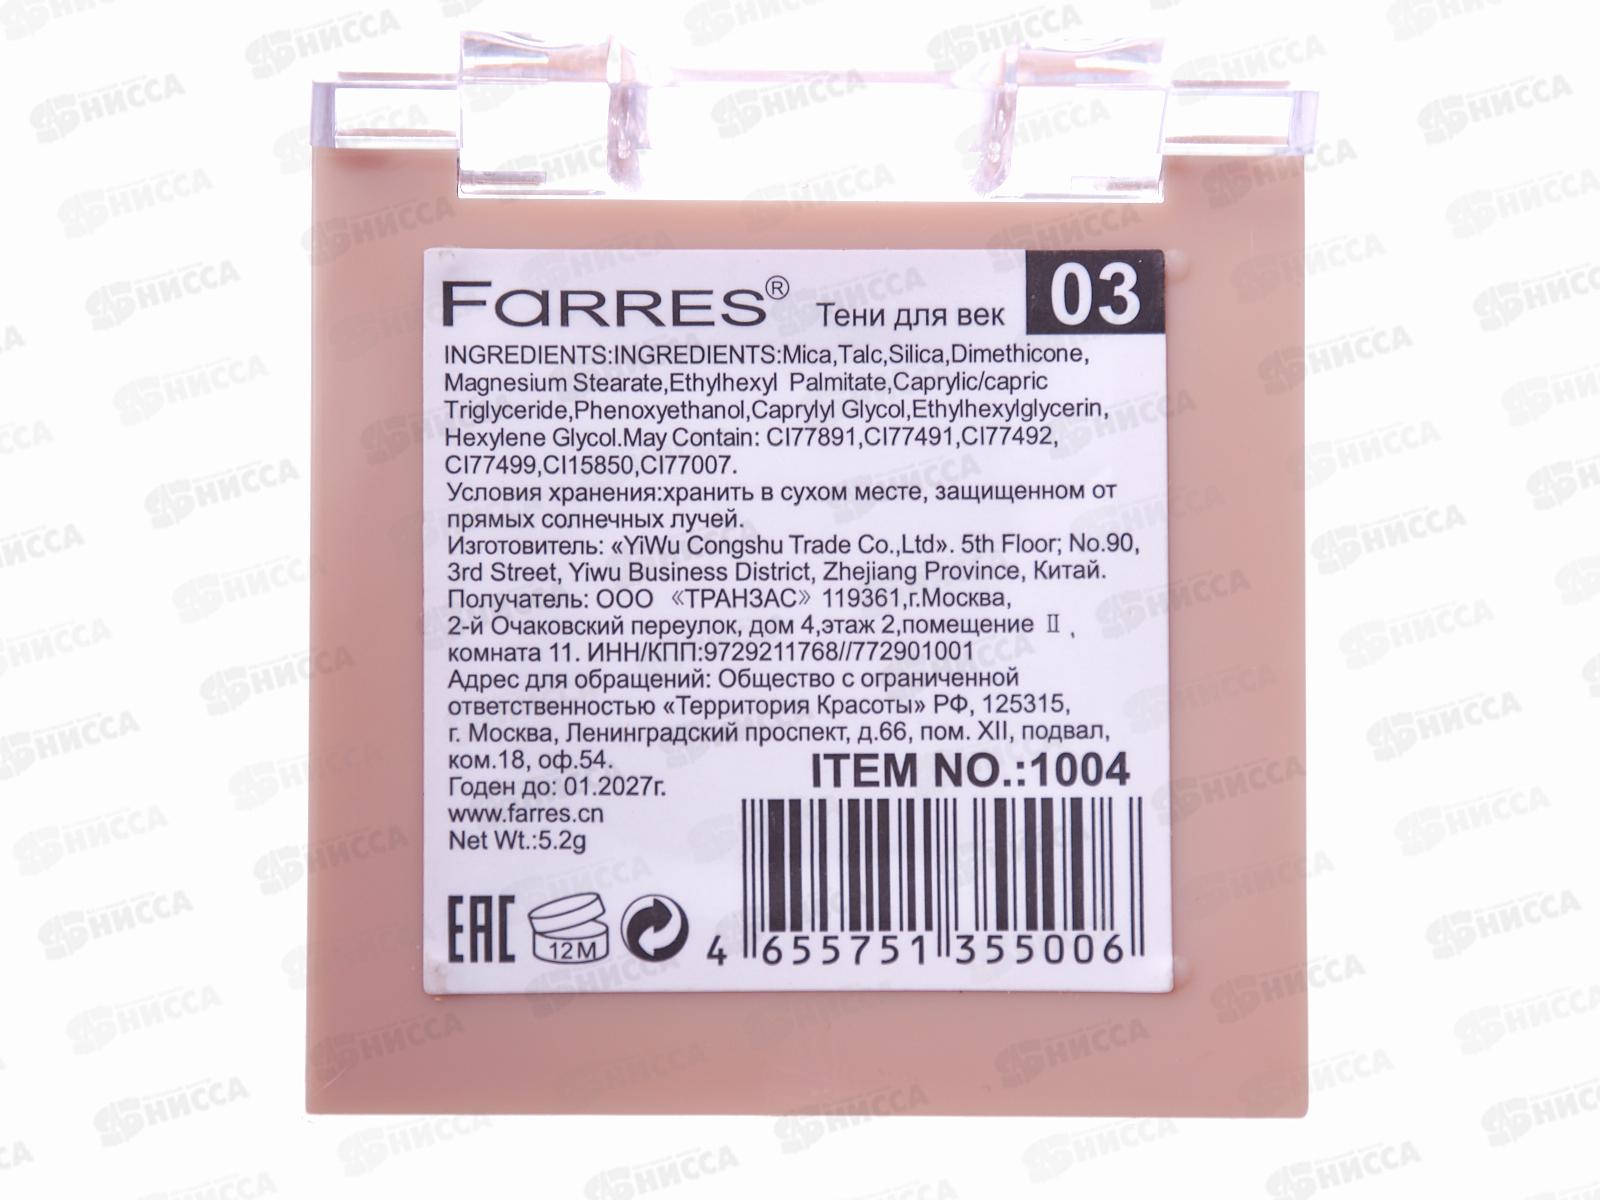 FARRES® Тени для век 03
INGREDIENTS:INGREDIENTS:Mica,Talc,Silica,Dimethicone,
Magnesium Stearate,Ethylhexyl Palmitate,Caprylic/capric
Triglyceride,Phenoxyethanol,Caprylyl Glycol,Ethylhexylglycerin,
Hexylene Glycol.May Contain: CI77891,CI77491,CI77492,
CI77499,CI15850,CI77007.
Условия хранения:хранить в сухом месте, защищенном от
прямых солнечных лучей.
Изготовитель: «YiWu Congshu Trade Co.,Ltd». 5th Floor; No.90,
3rd Street, Yiwu Business District, Zhejiang Province, Китай.
Получатель: ООО 《ТРАНЗАС》 119361,г.Москва,
2-й Очаковский переулок, дом 4,этаж 2,помещение Ⅱ ,
комната 11. ИНН/КПП:9729211768//772901001
Адрес для обращений: Общество с ограниченной
ответственностью «Территория Красоты» РФ, 125315,
г. Москва, Ленинградский проспект, д.66, пом. XII, подвал,
ком.18, оф.54.
ITEM NO.:1004
Годен до: 01.2027г.
www.farres.cn
Net Wt.:5.2g
EAC 12M
4 655751 355006
НИССА